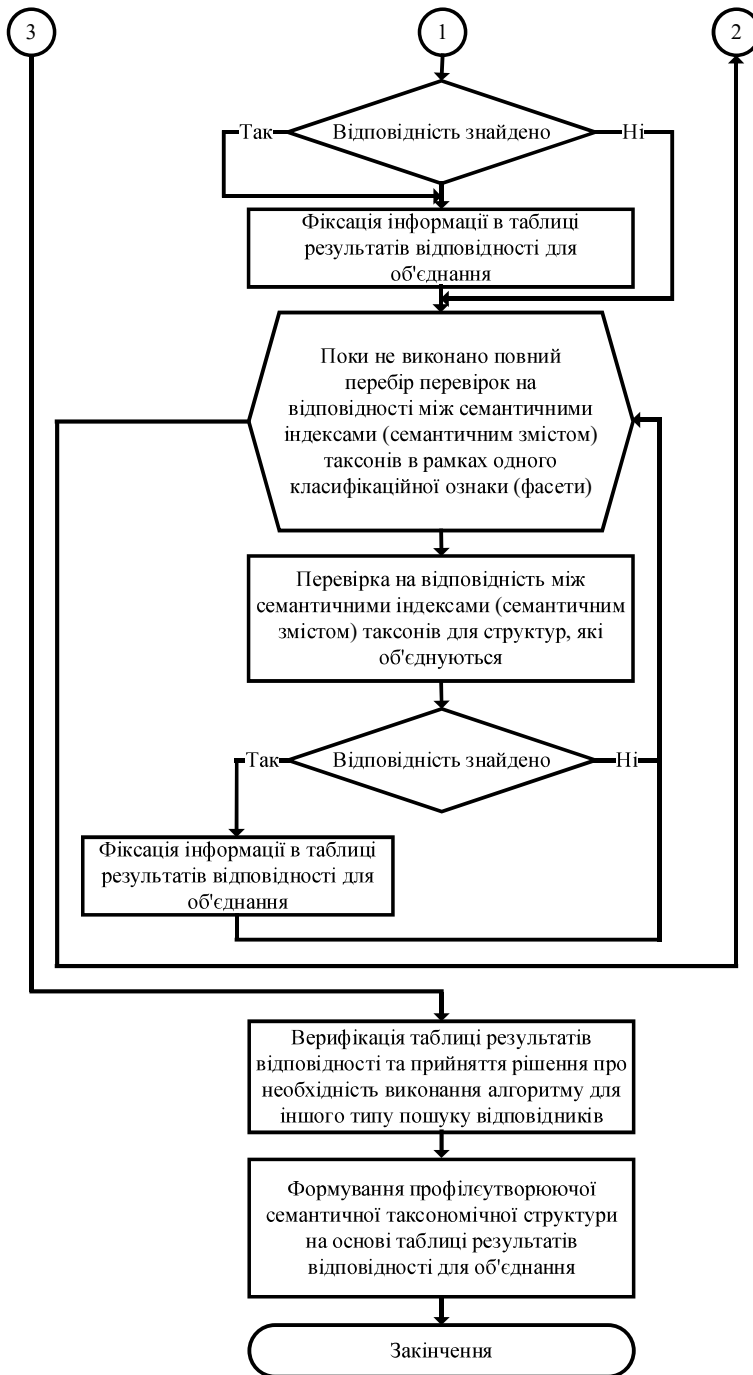 3
1
2
Відповідність знайдено
Так
Ні
Фіксація інформації в таблиці
результатів відповідності для
об'єднання
Поки не виконано повний
перебір перевірок на
відповідності між семантичними
індексами (семантичним змістом)
таксонів в рамках одного
класифікаційної ознаки (фасети)
Перевірка на відповідність між
семантичними індексами (семантичним
змістом) таксонів для структур, які
об'єднуються
Відповідність знайдено
Так
Ні
Фіксація інформації в таблиці
результатів відповідності для
об'єднання
Верифікація таблиці результатів
відповідності та прийняття рішення про
необхідність виконання алгоритму для
іншого типу пошуку відповідників
Формування профілєутворюючої
семантичної таксономічної структури
на основі таблиці результатів
відповідності для об'єднання
Закінчення